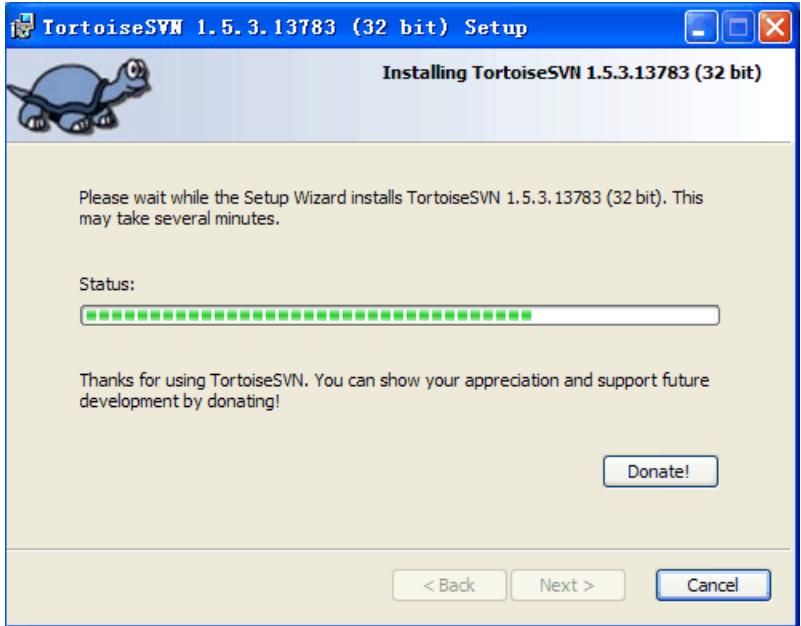 TortoiseSVN 1.5.3.13783 (32 bit) Setup
Installing TortoiseSVN 1.5.3.13783 (32 bit)
Please wait while the Setup Wizard installs TortoiseSVN 1.5.3.13783 (32 bit). This
may take several minutes.
Status:
Thanks for using TortoiseSVN. You can show your appreciation and support future
development by donating!
Donate!
< Back
Next >
Cancel